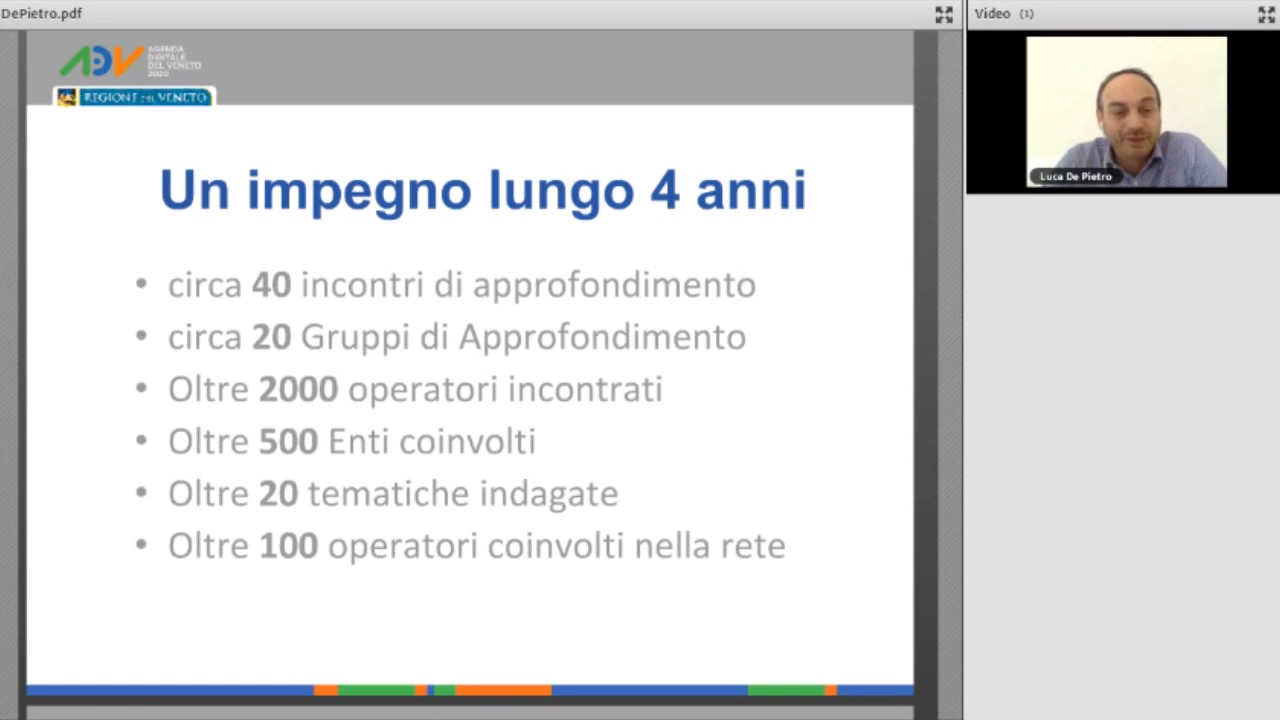 DePietro.pdf
Video (1)
AGENDA
DIGITALE
DEL VENETO
2020
ADV
REGIONE DEL VENETO
Luca De Pietro
Un impegno lungo 4 anni
• circa 40 incontri di approfondimento
• circa 20 Gruppi di Approfondimento
• Oltre 2000 operatori incontrati
• Oltre 500 Enti coinvolti
• Oltre 20 tematiche indagate
• Oltre 100 operatori coinvolti nella rete